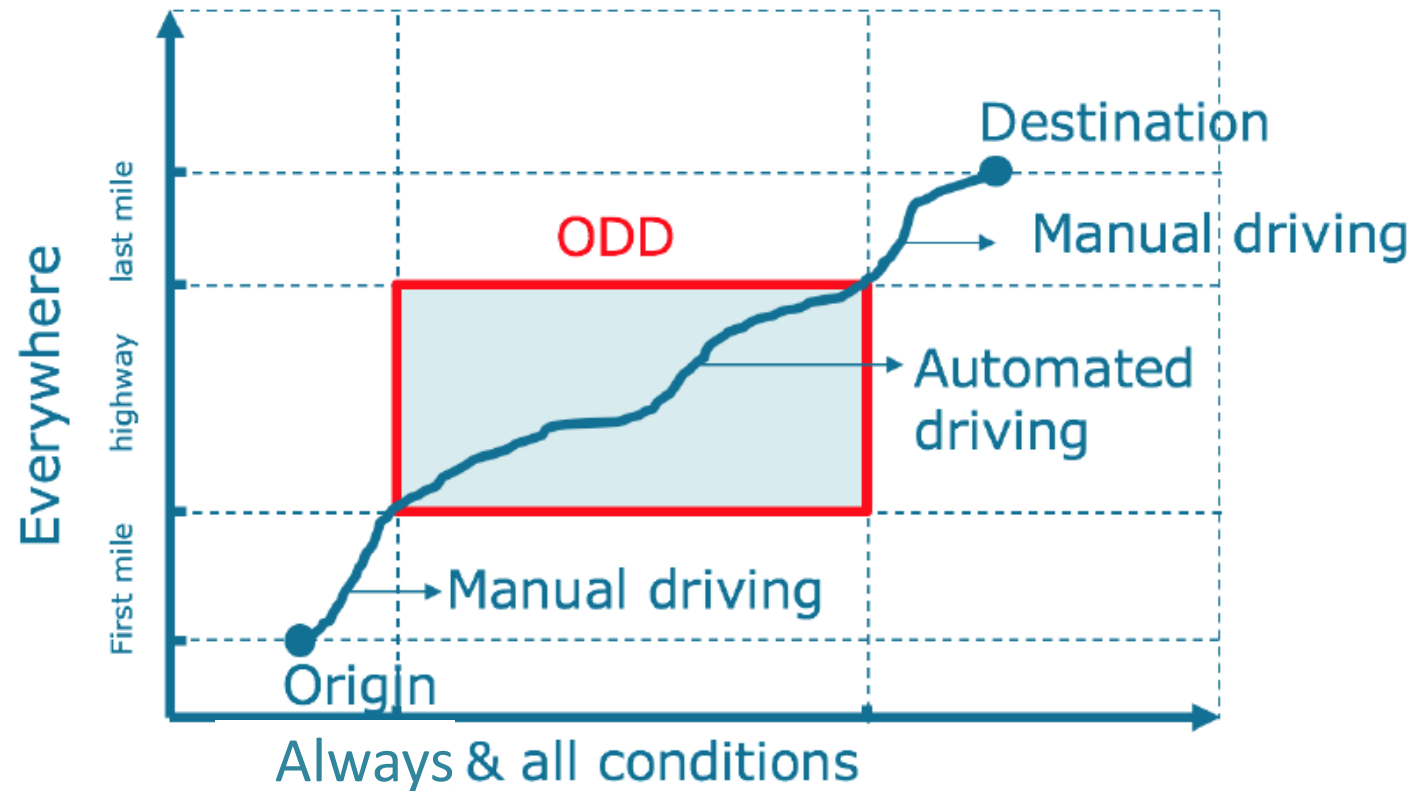 Destination
ODD
Manual driving
Everywhere
last mile
highway
First mile
Automated
driving
Manual driving
Origin
Always & all conditions